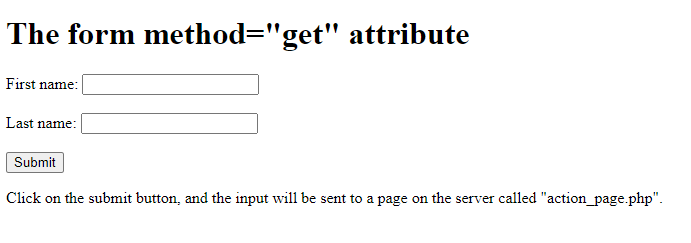 The form method="get" attribute
First name:
Last name:
Submit
Click on the submit button, and the input will be sent to a page on the server called "action_page.php".